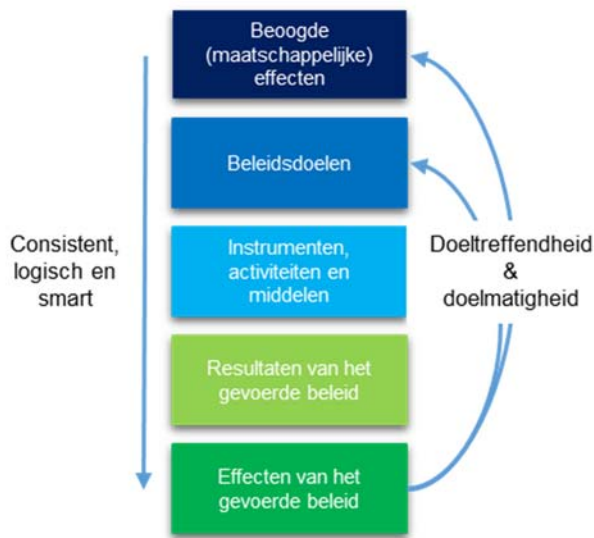 Beoogde
(maatschappelijke)
effecten
Beleidsdoelen
Consistent,
logisch en
smart
Instrumenten,
activiteiten en
middelen
Doeltreffendheid
&
doelmatigheid
Resultaten van het
gevoerde beleid
Effecten van het
gevoerde beleid